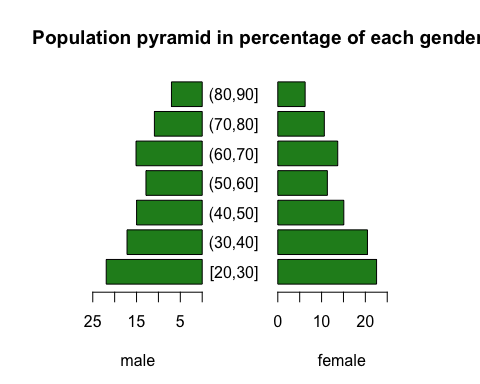 Population pyramid in percentage of each gender
(80,90]
(70,80]
(60,70]
(50,60]
(40,50]
(30,40]
[20,30]
25 15 5 0 10 20
male female